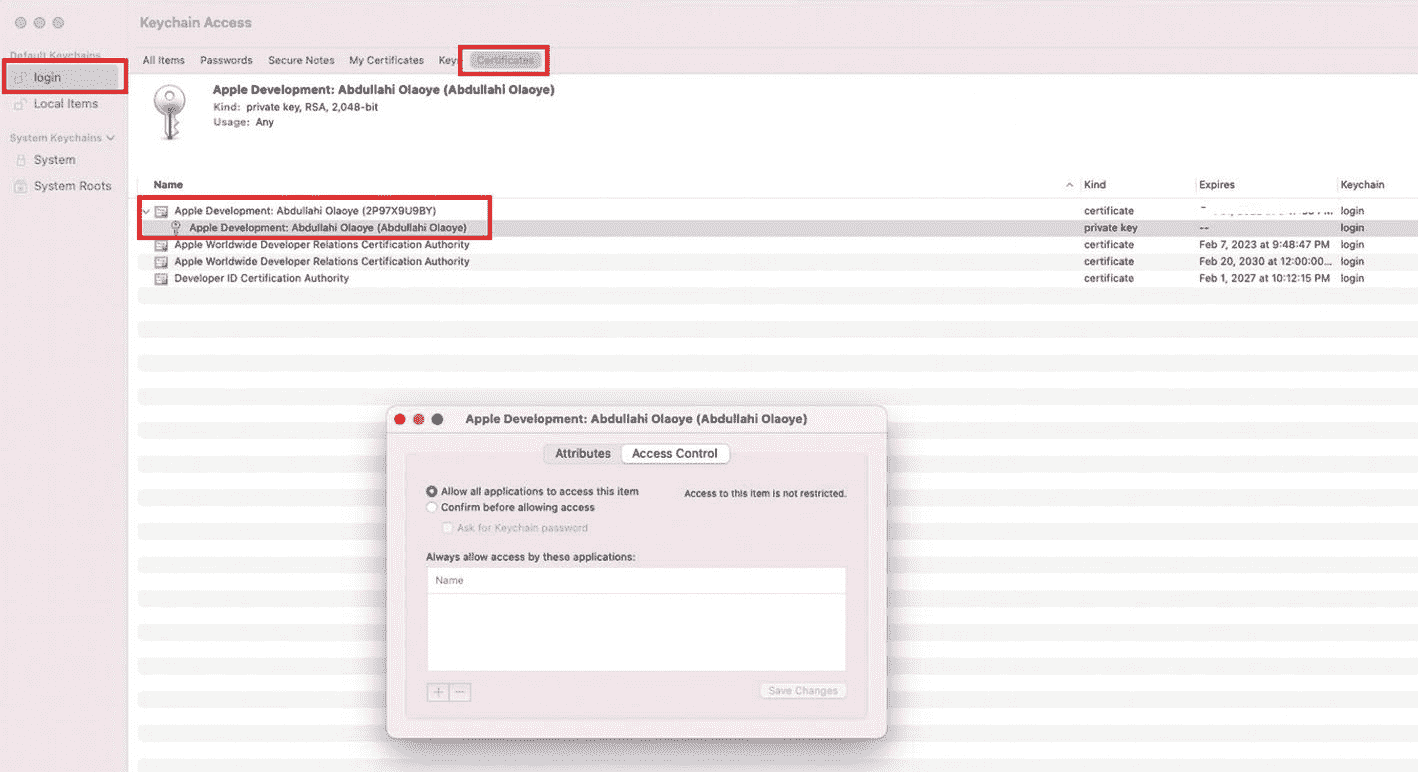 Keychain Access
Default Keychains
login
Local Items
System Keychains
System
System Roots
All Items Passwords Secure Notes My Certificates Keys Certificates
Apple Development: Abdullahi Olaoye (Abdullahi Olaoye)
Kind: private key, RSA, 2,048-bit
Usage: Any
Name Kind Expires Keychain
Apple Development: Abdullahi Olaoye (2P97X9U9BY) certificate login
Apple Development: Abdullahi Olaoye (Abdullahi Olaoye) private key -- login
Apple Worldwide Developer Relations Certification Authority certificate Feb 7, 2023 at 9:48:47 PM login
Apple Worldwide Developer Relations Certification Authority certificate Feb 20, 2030 at 12:00:00... login
Developer ID Certification Authority certificate Feb 1, 2027 at 10:12:15 PM login
Apple Development: Abdullahi Olaoye (Abdullahi Olaoye)
Attributes Access Control
Allow all applications to access this item Access to this item is not restricted.
Confirm before allowing access
Ask for Keychain password
Always allow access by these applications:
Name
+ −
Save Changes